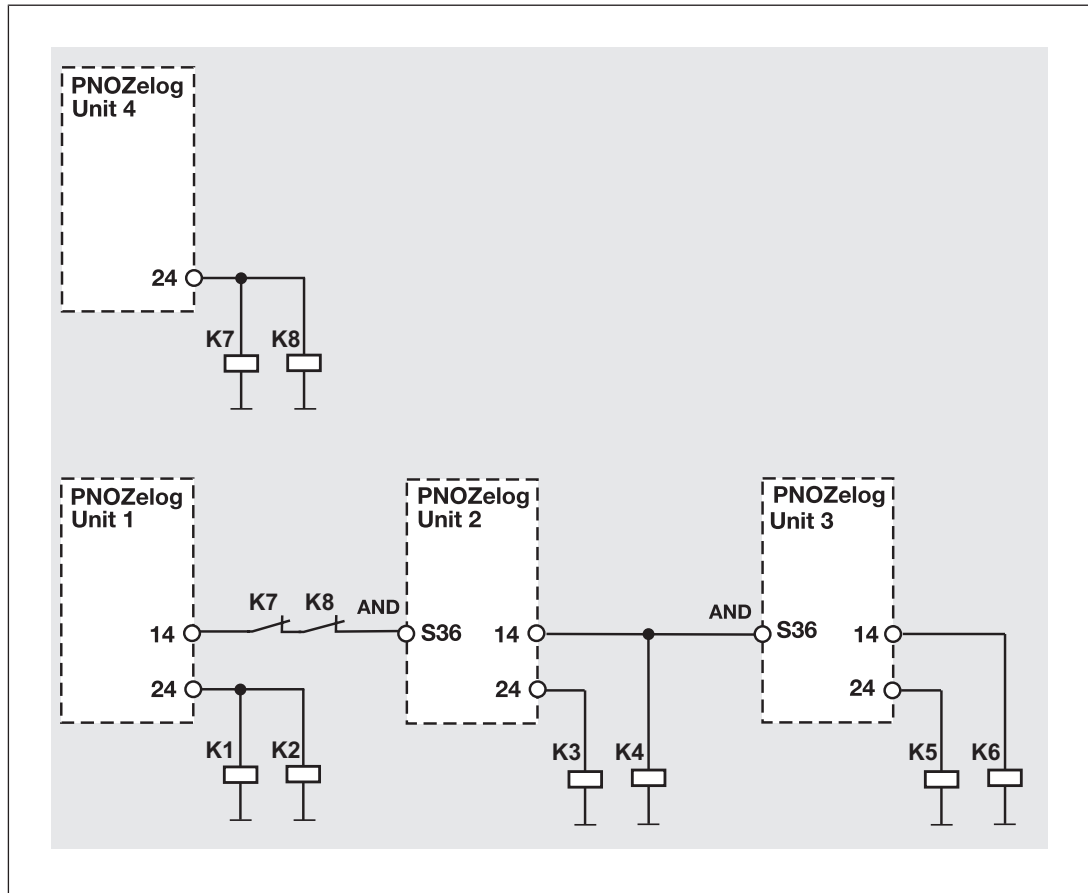 PNOZelog
Unit 4
24
K7 K8
PNOZelog
Unit 1
PNOZelog
Unit 2
PNOZelog
Unit 3
K7 K8 AND
AND
14
S36 14
S36 14
24
24
24
K1 K2
K3 K4
K5 K6